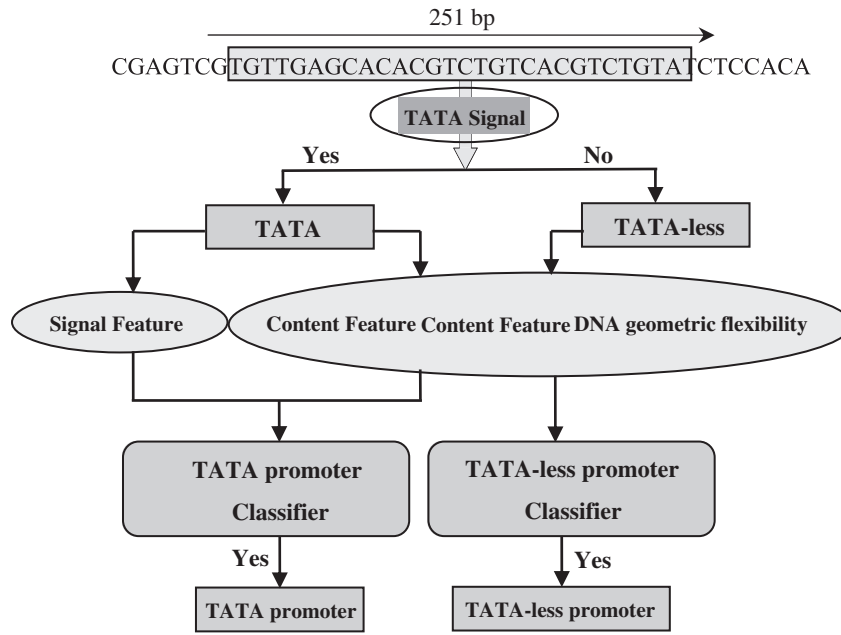 251 bp
CGAGTCGTGTTGAGCACACGTCTGTCACGTCTGTATCTCCACA
TATA Signal
Yes
No
TATA
TATA-less
Signal Feature
Content Feature Content Feature DNA geometric flexibility
TATA promoter
Classifier
TATA-less promoter
Classifier
Yes
Yes
TATA promoter
TATA-less promoter